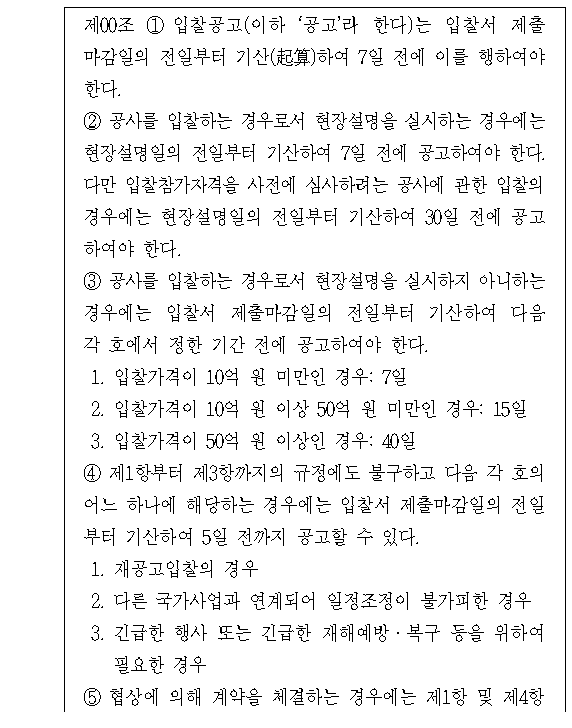 제00조 ① 입찰공고(이하 ‘공고’라 한다)는 입찰서 제출
마감일의 전일부터 기산(起算)하여 7일 전에 이를 행하여야
한다.
② 공사를 입찰하는 경우로서 현장설명을 실시하는 경우에는
현장설명일의 전일부터 기산하여 7일 전에 공고하여야 한다.
다만 입찰참가자격을 사전에 심사하려는 공사에 관한 입찰의
경우에는 현장설명일의 전일부터 기산하여 30일 전에 공고
하여야 한다.
③ 공사를 입찰하는 경우로서 현장설명을 실시하지 아니하는
경우에는 입찰서 제출마감일의 전일부터 기산하여 다음
각 호에서 정한 기간 전에 공고하여야 한다.
1. 입찰가격이 10억 원 미만인 경우: 7일
2. 입찰가격이 10억 원 이상 50억 원 미만인 경우: 15일
3. 입찰가격이 50억 원 이상인 경우: 40일
④ 제1항부터 제3항까지의 규정에도 불구하고 다음 각 호의
어느 하나에 해당하는 경우에는 입찰서 제출마감일의 전일
부터 기산하여 5일 전까지 공고할 수 있다.
1. 재공고입찰의 경우
2. 다른 국가사업과 연계되어 일정조정이 불가피한 경우
3. 긴급한 행사 또는 긴급한 재해예방·복구 등을 위하여
필요한 경우
⑤ 협상에 의해 계약을 체결하는 경우에는 제1항 및 제4항